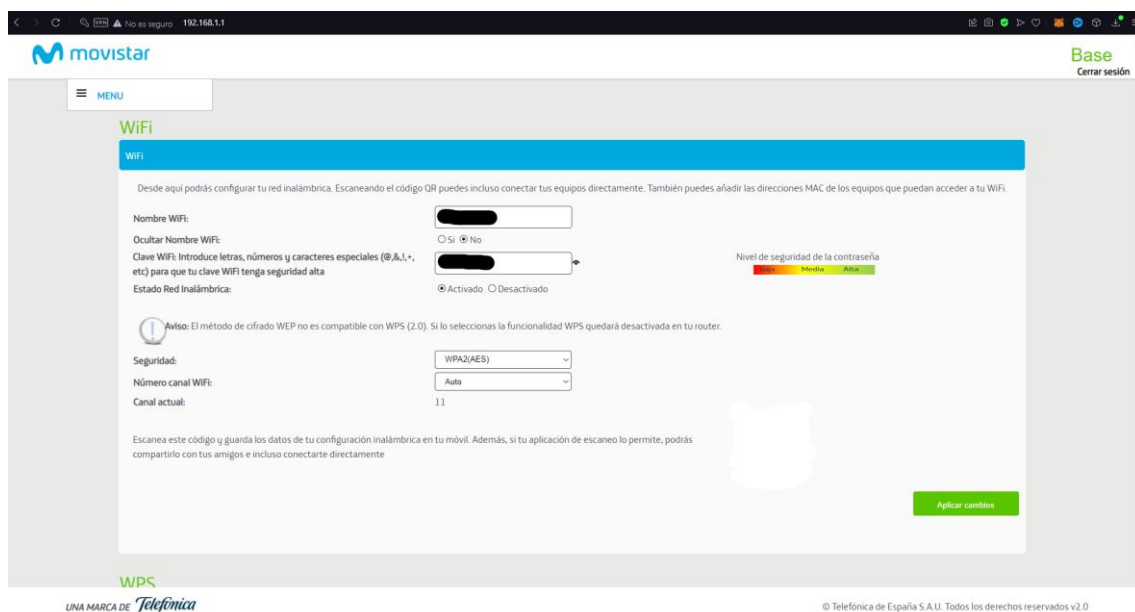 VPN No es seguro 192.168.1.1
movistar
Base
Cerrar sesión
MENU
WiFi
WiFi
Desde aquí podrás configurar tu red inalámbrica. Escaneando el código QR puedes incluso conectar tus equipos directamente. También puedes añadir las direcciones MAC de los equipos que puedan acceder a tu WiFi.
Nombre WiFi:
Ocultar Nombre WiFi:
Si No
Clave WiFi: Introduce letras, números y caracteres especiales (@,&,!,+,
etc) para que tu clave WiFi tenga seguridad alta
Nivel de seguridad de la contraseña
Baja Media Alta
Estado Red Inalámbrica:
Activado Desactivado
Aviso: El método de cifrado WEP no es compatible con WPS (2.0). Si lo seleccionas la funcionalidad WPS quedará desactivada en tu router.
Seguridad:
WPA2(AES)
Número canal WiFi:
Auto
Canal actual:
11
Escanea este código y guarda los datos de tu configuración inalámbrica en tu móvil. Además, si tu aplicación de escaneo lo permite, podrás
compartirlo con tus amigos e incluso conectarte directamente
Aplicar cambios
WPS
UNA MARCA DE Telefónica
© Telefónica de España S.A.U. Todos los derechos reservados v2.0